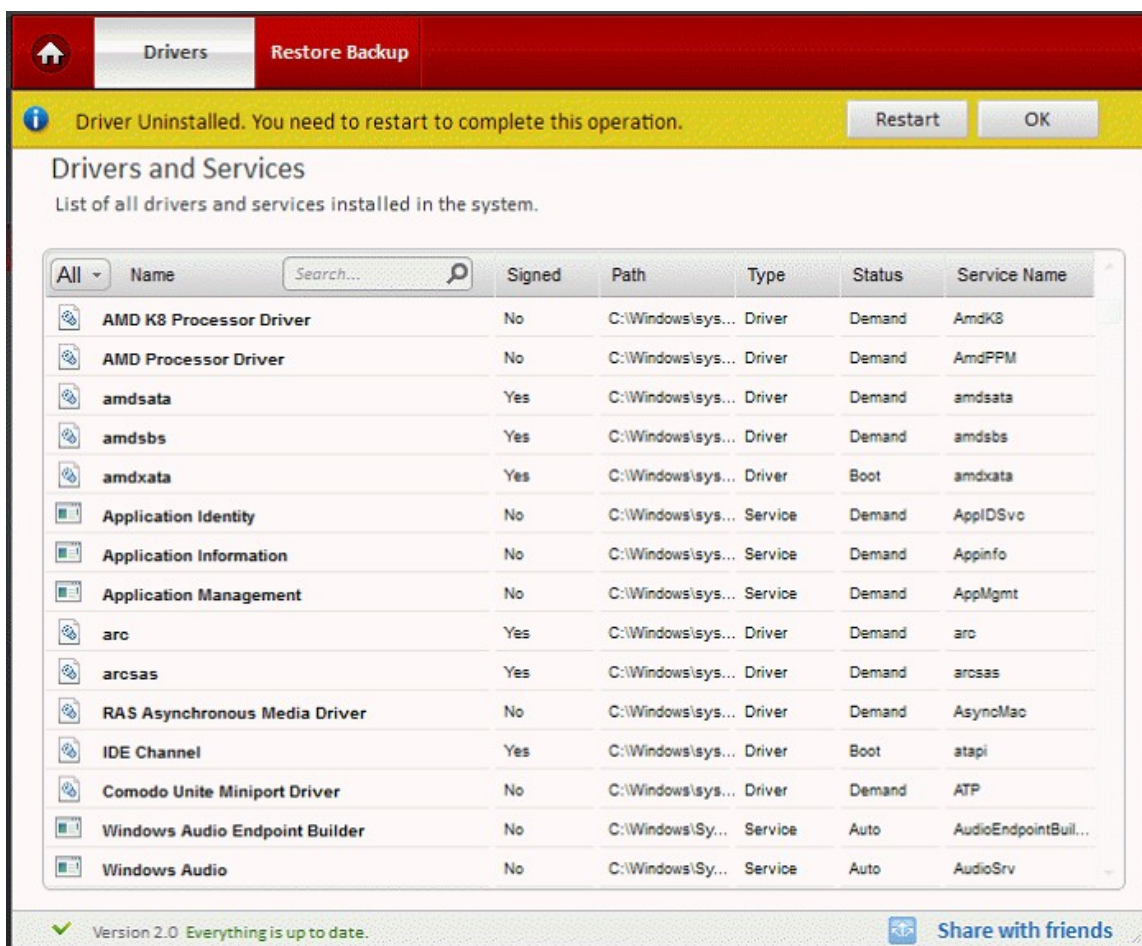 Drivers Restore Backup
Driver Uninstalled. You need to restart to complete this operation. Restart OK
Drivers and Services
List of all drivers and services installed in the system.
All Name Search... Signed Path Type Status Service Name
AMD K8 Processor Driver No C:\Windows\sys... Driver Demand AmdK8
AMD Processor Driver No C:\Windows\sys... Driver Demand AmdPPM
amdsata Yes C:\Windows\sys... Driver Demand amdsata
amdsbs Yes C:\Windows\sys... Driver Demand amdsbs
amdxata Yes C:\Windows\sys... Driver Boot amdxata
Application Identity No C:\Windows\sys... Service Demand AppIDSvc
Application Information No C:\Windows\sys... Service Demand Appinfo
Application Management No C:\Windows\sys... Service Demand AppMgmt
arc Yes C:\Windows\sys... Driver Demand arc
arcsas Yes C:\Windows\sys... Driver Demand arcsas
RAS Asynchronous Media Driver No C:\Windows\sys... Driver Demand AsyncMac
IDE Channel Yes C:\Windows\sys... Driver Boot atapi
Comodo Unite Miniport Driver No C:\Windows\sys... Driver Demand ATP
Windows Audio Endpoint Builder No C:\Windows\Sy... Service Auto AudioEndpointBuil...
Windows Audio No C:\Windows\Sy... Service Auto AudioSrv
Version 2.0 Everything is up to date. Share with friends